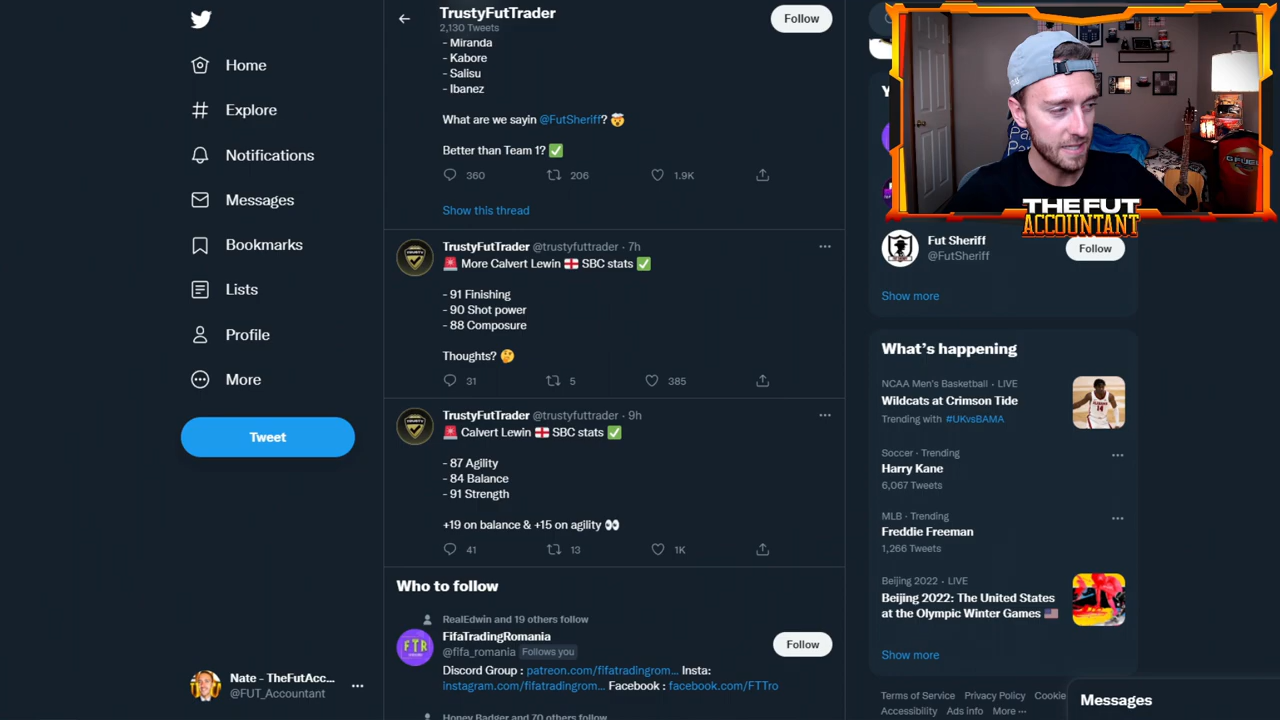 Home
Explore
Notifications
Messages
Bookmarks
Lists
Profile
More
Tweet
Nate - TheFutAcc...
@FUT_Accountant
TrustyFutTrader
2,130 Tweets
Follow
- Miranda
- Kabore
- Salisu
- Ibanez
What are we sayin @FutSheriff? 🤯
Better than Team 1? ✅
360 206 1.9K
Show this thread
TrustyFutTrader @trustyfuttrader · 7h
🚨 More Calvert Lewin 🏴󠁧󠁢󠁥󠁮󠁧󠁿 SBC stats ✅
- 91 Finishing
- 90 Shot power
- 88 Composure
Thoughts? 🤔
31 5 385
TrustyFutTrader @trustyfuttrader · 9h
🚨 Calvert Lewin 🏴󠁧󠁢󠁥󠁮󠁧󠁿 SBC stats ✅
- 87 Agility
- 84 Balance
- 91 Strength
+19 on balance & +15 on agility 👀
41 13 1K
Who to follow
RealEdwin and 19 others follow
FifaTradingRomania
@fifa_romania Follows you
Follow
Discord Group : patreon.com/fifatradingrom... Insta:
instagram.com/fifatradingrom... Facebook : facebook.com/FTTro
Honey Badger and 70 others follow
THE FUT
ACCOUNTANT
Fut Sheriff
@FutSheriff
Follow
Show more
What's happening
NCAA Men's Basketball · LIVE
Wildcats at Crimson Tide
Trending with #UKvsBAMA
Soccer · Trending
Harry Kane
6,067 Tweets
MLB · Trending
Freddie Freeman
1,266 Tweets
Beijing 2022 · LIVE
Beijing 2022: The United States
at the Olympic Winter Games 🇺🇸
Show more
Terms of Service Privacy Policy Cookie
Accessibility Ads info More ···
Messages